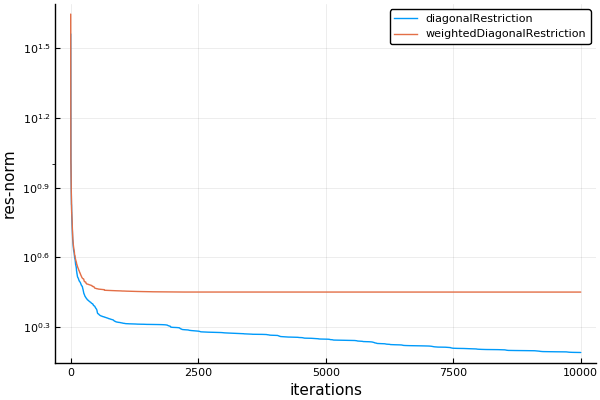 diagonalRestriction
weightedDiagonalRestriction
10^1.5
10^1.2
10^0.9
10^0.6
10^0.3
res-norm
0 2500 5000 7500 10000
iterations